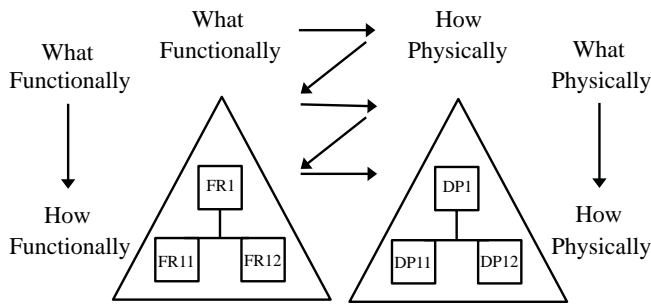 What
Functionally
How
Physically
What
Functionally
What
Physically
FR1
DP1
How
Functionally
How
Physically
FR11
FR12
DP11
DP12